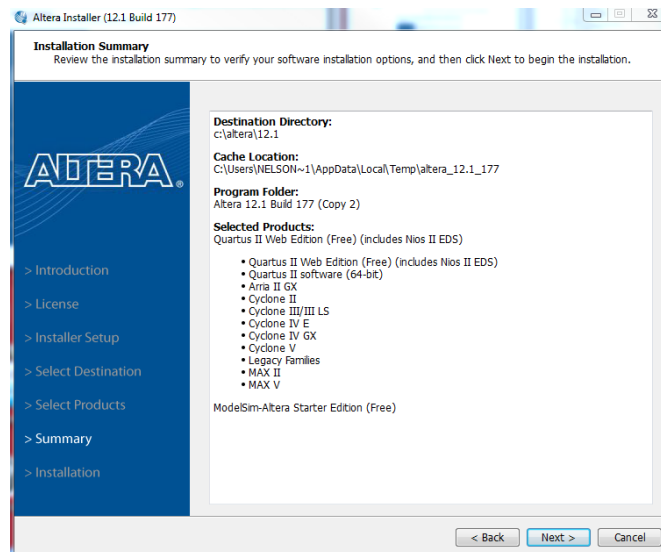 Altera Installer (12.1 Build 177)
Installation Summary
Review the installation summary to verify your software installation options, and then click Next to begin the installation.
ALTERA®
> Introduction
> License
> Installer Setup
> Select Destination
> Select Products
> Summary
> Installation
Destination Directory:
c:\altera\12.1
Cache Location:
C:\Users\NELSON~1\AppData\Local\Temp\altera_12.1_177
Program Folder:
Altera 12.1 Build 177 (Copy 2)
Selected Products:
Quartus II Web Edition (Free) (includes Nios II EDS)
• Quartus II Web Edition (Free) (includes Nios II EDS)
• Quartus II software (64-bit)
• Arria II GX
• Cyclone II
• Cyclone III/III LS
• Cyclone IV E
• Cyclone IV GX
• Cyclone V
• Legacy Families
• MAX II
• MAX V
ModelSim-Altera Starter Edition (Free)
< Back
Next >
Cancel